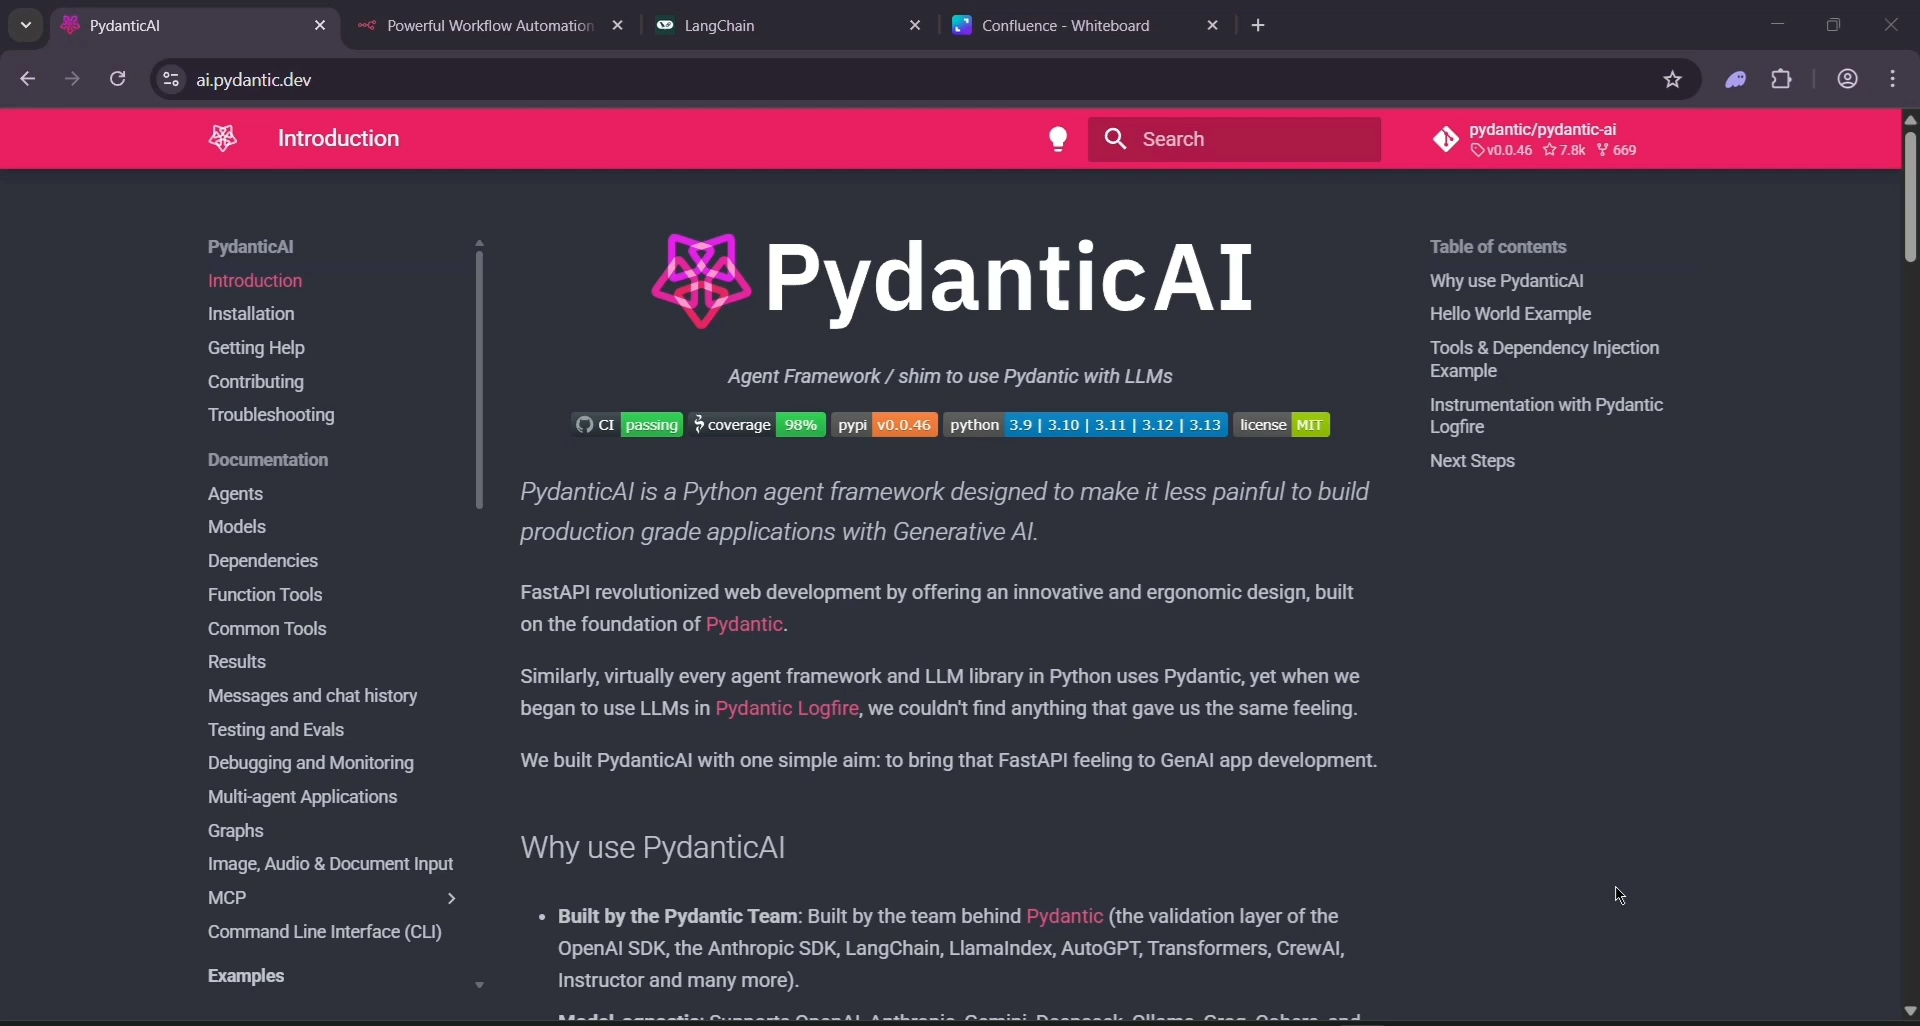 PydanticAI
Powerful Workflow Automation
LangChain
Confluence - Whiteboard
ai.pydantic.dev
Introduction
Search
pydantic/pydantic-ai
v0.0.46 7.8k 669
PydanticAI
Introduction
Installation
Getting Help
Contributing
Troubleshooting
Documentation
Agents
Models
Dependencies
Function Tools
Common Tools
Results
Messages and chat history
Testing and Evals
Debugging and Monitoring
Multi-agent Applications
Graphs
Image, Audio & Document Input
MCP
Command Line Interface (CLI)
Examples
PydanticAI
Agent Framework / shim to use Pydantic with LLMs
CI passing coverage 98% pypi v0.0.46 python 3.9 | 3.10 | 3.11 | 3.12 | 3.13 license MIT
PydanticAI is a Python agent framework designed to make it less painful to build
production grade applications with Generative AI.
FastAPI revolutionized web development by offering an innovative and ergonomic design, built
on the foundation of Pydantic.
Similarly, virtually every agent framework and LLM library in Python uses Pydantic, yet when we
began to use LLMs in Pydantic Logfire, we couldn't find anything that gave us the same feeling.
We built PydanticAI with one simple aim: to bring that FastAPI feeling to GenAI app development.
Why use PydanticAI
• Built by the Pydantic Team: Built by the team behind Pydantic (the validation layer of the
OpenAI SDK, the Anthropic SDK, LangChain, LlamaIndex, AutoGPT, Transformers, CrewAI,
Instructor and many more).
Table of contents
Why use PydanticAI
Hello World Example
Tools & Dependency Injection
Example
Instrumentation with Pydantic
Logfire
Next Steps